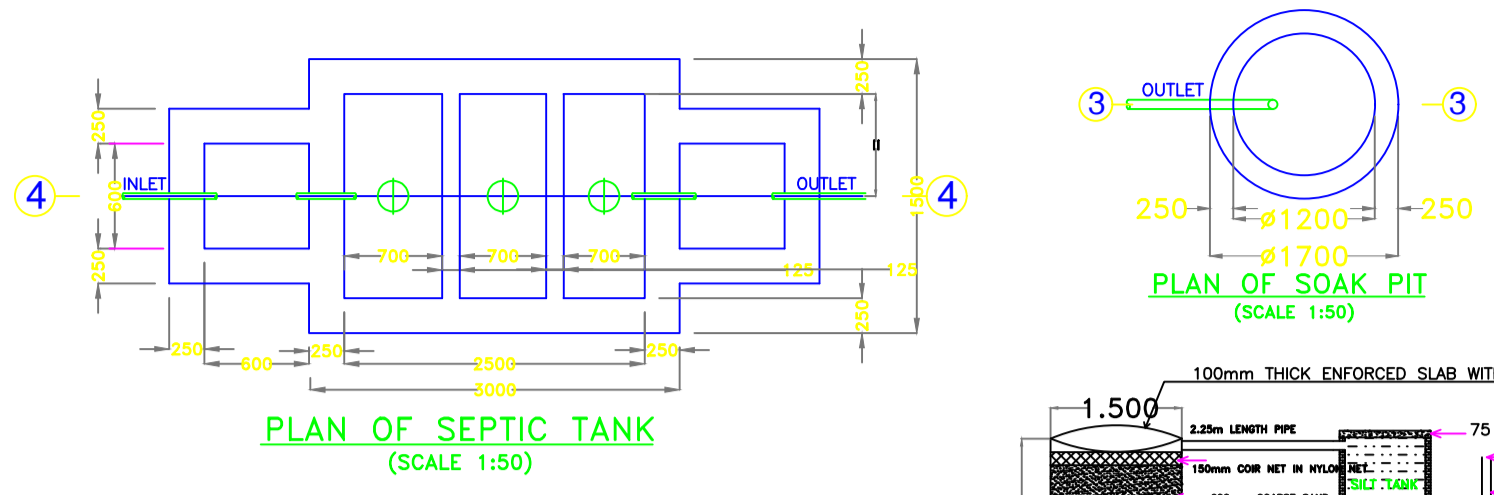 250
600
250
4
INLET
250
1500
4
OUTLET
700
700
700
125
125
250
250
600
250
2500
250
3000
PLAN OF SEPTIC TANK
(SCALE 1:50)
3
OUTLET
3
250
ø1200
250
ø1700
PLAN OF SOAK PIT
(SCALE 1:50)
100mm THICK ENFORCED SLAB WIT
1.500
2.25m LENGTH PIPE
75
150mm COIR NET IN NYLON NET
SILT TANK